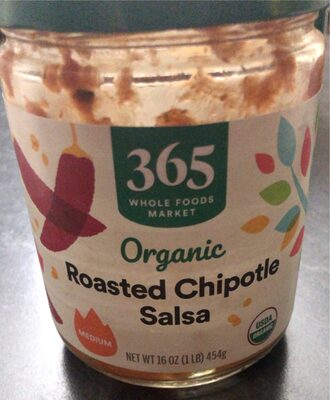 365
WHOLE FOODS
MARKET
Organic
Roasted Chipotle
Salsa
MEDIUM
USDA
ORGANIC
NET WT 16 OZ (1 LB) 454g